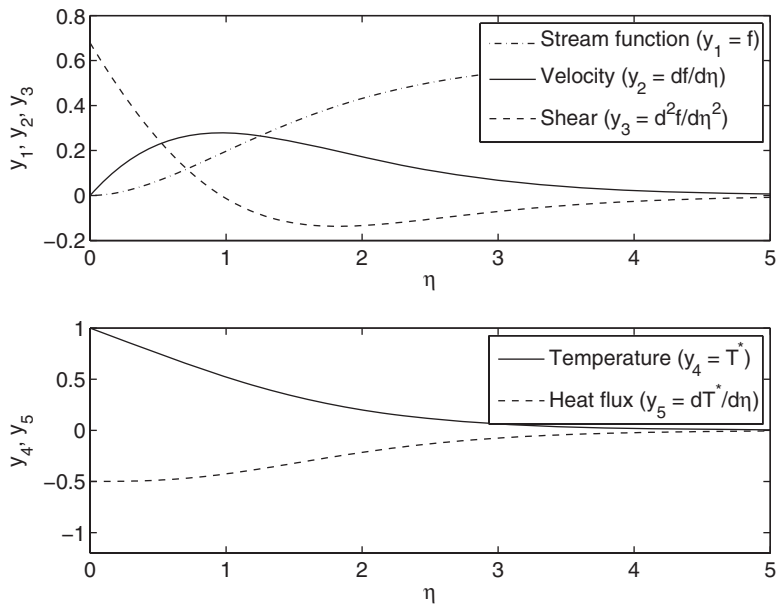 0.8
0.6
0.4
0.2
0
−0.2
y₁, y₂, y₃
Stream function (y₁ = f)
Velocity (y₂ = df/dη)
Shear (y₃ = d²f/dη²)
0 1 2 3 4 5
η
1
0.5
0
−0.5
−1
y₄, y₅
Temperature (y₄ = T*)
Heat flux (y₅ = dT*/dη)
0 1 2 3 4 5
η